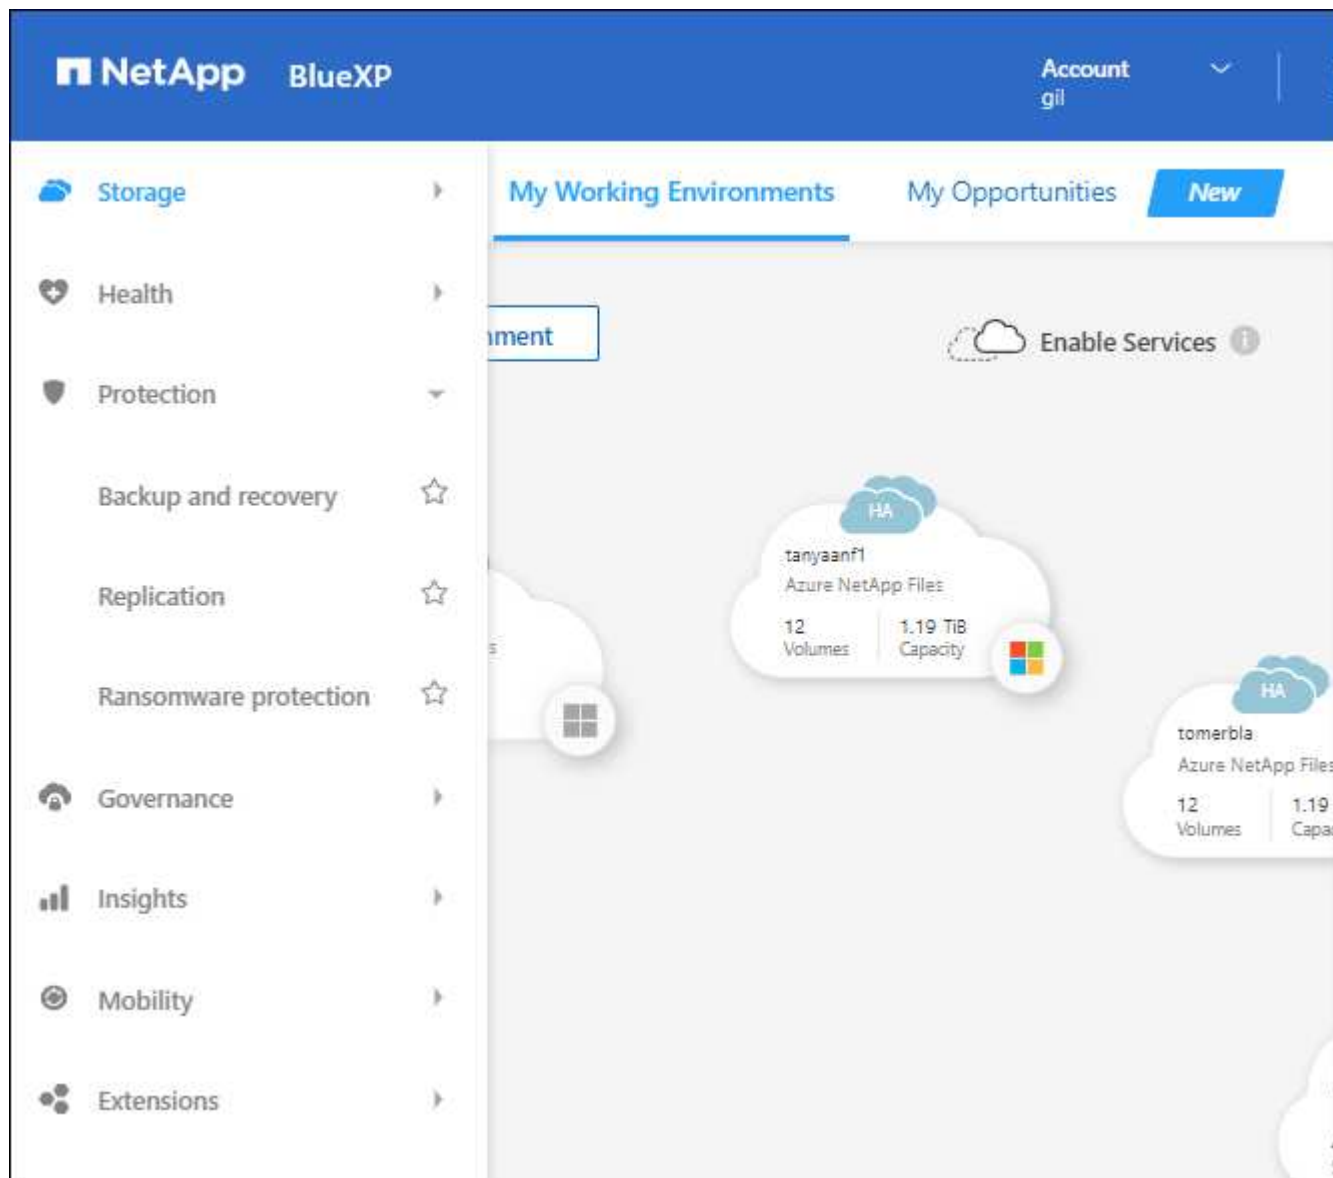 NetApp BlueXP
Account
gil
Storage
Health
Protection
Backup and recovery
Replication
Ransomware protection
Governance
Insights
Mobility
Extensions
My Working Environments My Opportunities New
Enable Services
HA
tanyaanf1
Azure NetApp Files
12 1.19 TiB
Volumes Capacity
HA
tomerbla
Azure NetApp Files
12 1.19
Volumes